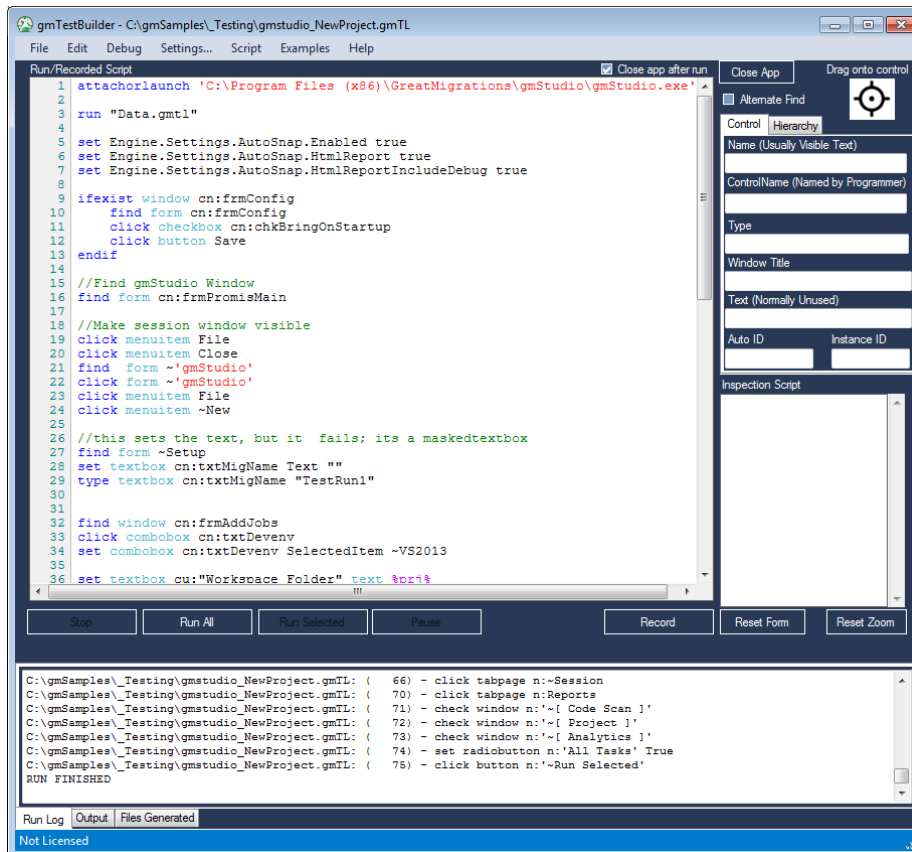 gmTestBuilder - C:\gmSamples\_Testing\gmstudio_NewProject.gmTL
File Edit Debug Settings... Script Examples Help
Run/Recorded Script
Close app after run
1 attachorlaunch 'C:\Program Files (x86)\GreatMigrations\gmStudio\gmStudio.exe'
2
3 run "Data.gmtl"
4
5 set Engine.Settings.AutoSnap.Enabled true
6 set Engine.Settings.AutoSnap.HtmlReport true
7 set Engine.Settings.AutoSnap.HtmlReportIncludeDebug true
8
9 ifexist window cn:frmConfig
10 find form cn:frmConfig
11 click checkbox cn:chkBringOnStartup
12 click button Save
13 endif
14
15 //Find gmStudio Window
16 find form cn:frmPromisMain
17
18 //Make session window visible
19 click menuitem File
20 click menuitem Close
21 find  form ~'gmStudio'
22 click form ~'gmStudio'
23 click menuitem File
24 click menuitem ~New
25
26 //this sets the text, but it  fails; its a maskedtextbox
27 find form ~Setup
28 set textbox cn:txtMigName Text ""
29 type textbox cn:txtMigName "TestRun1"
30
31
32 find window cn:frmAddJobs
33 click combobox cn:txtDevenv
34 set combobox cn:txtDevenv SelectedItem ~VS2013
35
36 set textbox cu:"Workspace Folder" text %prj%
Close App
Drag onto control
Alternate Find
Control Hierarchy
Name (Usually Visible Text)
ControlName (Named by Programmer)
Type
Window Title
Text (Normally Unused)
Auto ID Instance ID
Inspection Script
Stop Run All Run Selected Pause Record Reset Form Reset Zoom
C:\gmSamples\_Testing\gmstudio_NewProject.gmTL: ( 66) - click tabpage n:~Session
C:\gmSamples\_Testing\gmstudio_NewProject.gmTL: ( 70) - click tabpage n:Reports
C:\gmSamples\_Testing\gmstudio_NewProject.gmTL: ( 71) - check window n:'~[ Code Scan ]'
C:\gmSamples\_Testing\gmstudio_NewProject.gmTL: ( 72) - check window n:'~[ Project ]'
C:\gmSamples\_Testing\gmstudio_NewProject.gmTL: ( 73) - check window n:'~[ Analytics ]'
C:\gmSamples\_Testing\gmstudio_NewProject.gmTL: ( 74) - set radiobutton n:'All Tasks' True
C:\gmSamples\_Testing\gmstudio_NewProject.gmTL: ( 75) - click button n:'~Run Selected'
RUN FINISHED
Run Log Output Files Generated
Not Licensed